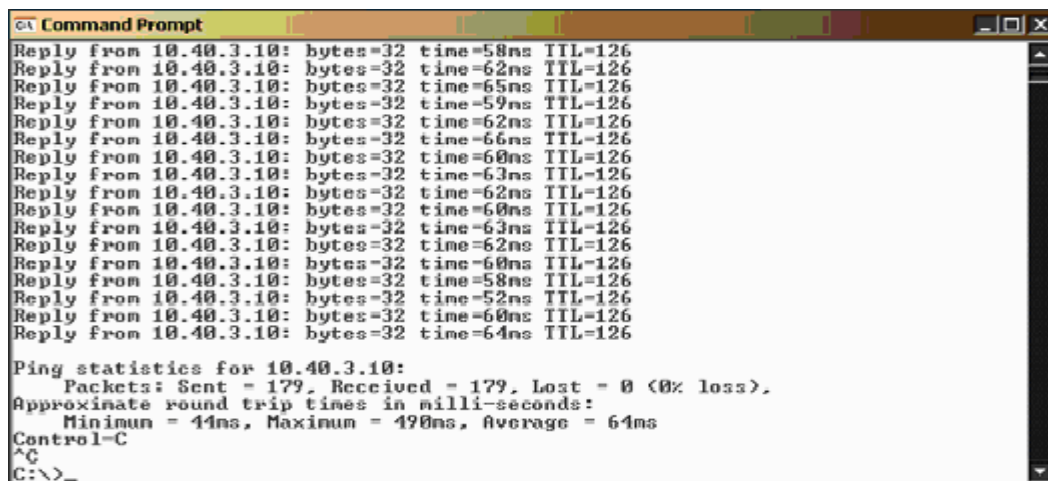 Command Prompt
Reply from 10.40.3.10: bytes=32 time=58ms TTL=126
Reply from 10.40.3.10: bytes=32 time=62ms TTL=126
Reply from 10.40.3.10: bytes=32 time=65ms TTL=126
Reply from 10.40.3.10: bytes=32 time=59ms TTL=126
Reply from 10.40.3.10: bytes=32 time=62ms TTL=126
Reply from 10.40.3.10: bytes=32 time=66ms TTL=126
Reply from 10.40.3.10: bytes=32 time=60ms TTL=126
Reply from 10.40.3.10: bytes=32 time=63ms TTL=126
Reply from 10.40.3.10: bytes=32 time=62ms TTL=126
Reply from 10.40.3.10: bytes=32 time=60ms TTL=126
Reply from 10.40.3.10: bytes=32 time=63ms TTL=126
Reply from 10.40.3.10: bytes=32 time=62ms TTL=126
Reply from 10.40.3.10: bytes=32 time=60ms TTL=126
Reply from 10.40.3.10: bytes=32 time=58ms TTL=126
Reply from 10.40.3.10: bytes=32 time=52ms TTL=126
Reply from 10.40.3.10: bytes=32 time=60ms TTL=126
Reply from 10.40.3.10: bytes=32 time=64ms TTL=126
Ping statistics for 10.40.3.10:
Packets: Sent = 179, Received = 179, Lost = 0 (0% loss),
Approximate round trip times in milli-seconds:
Minimum = 44ms, Maximum = 490ms, Average = 64ms
Control-C
^C
C:\>_